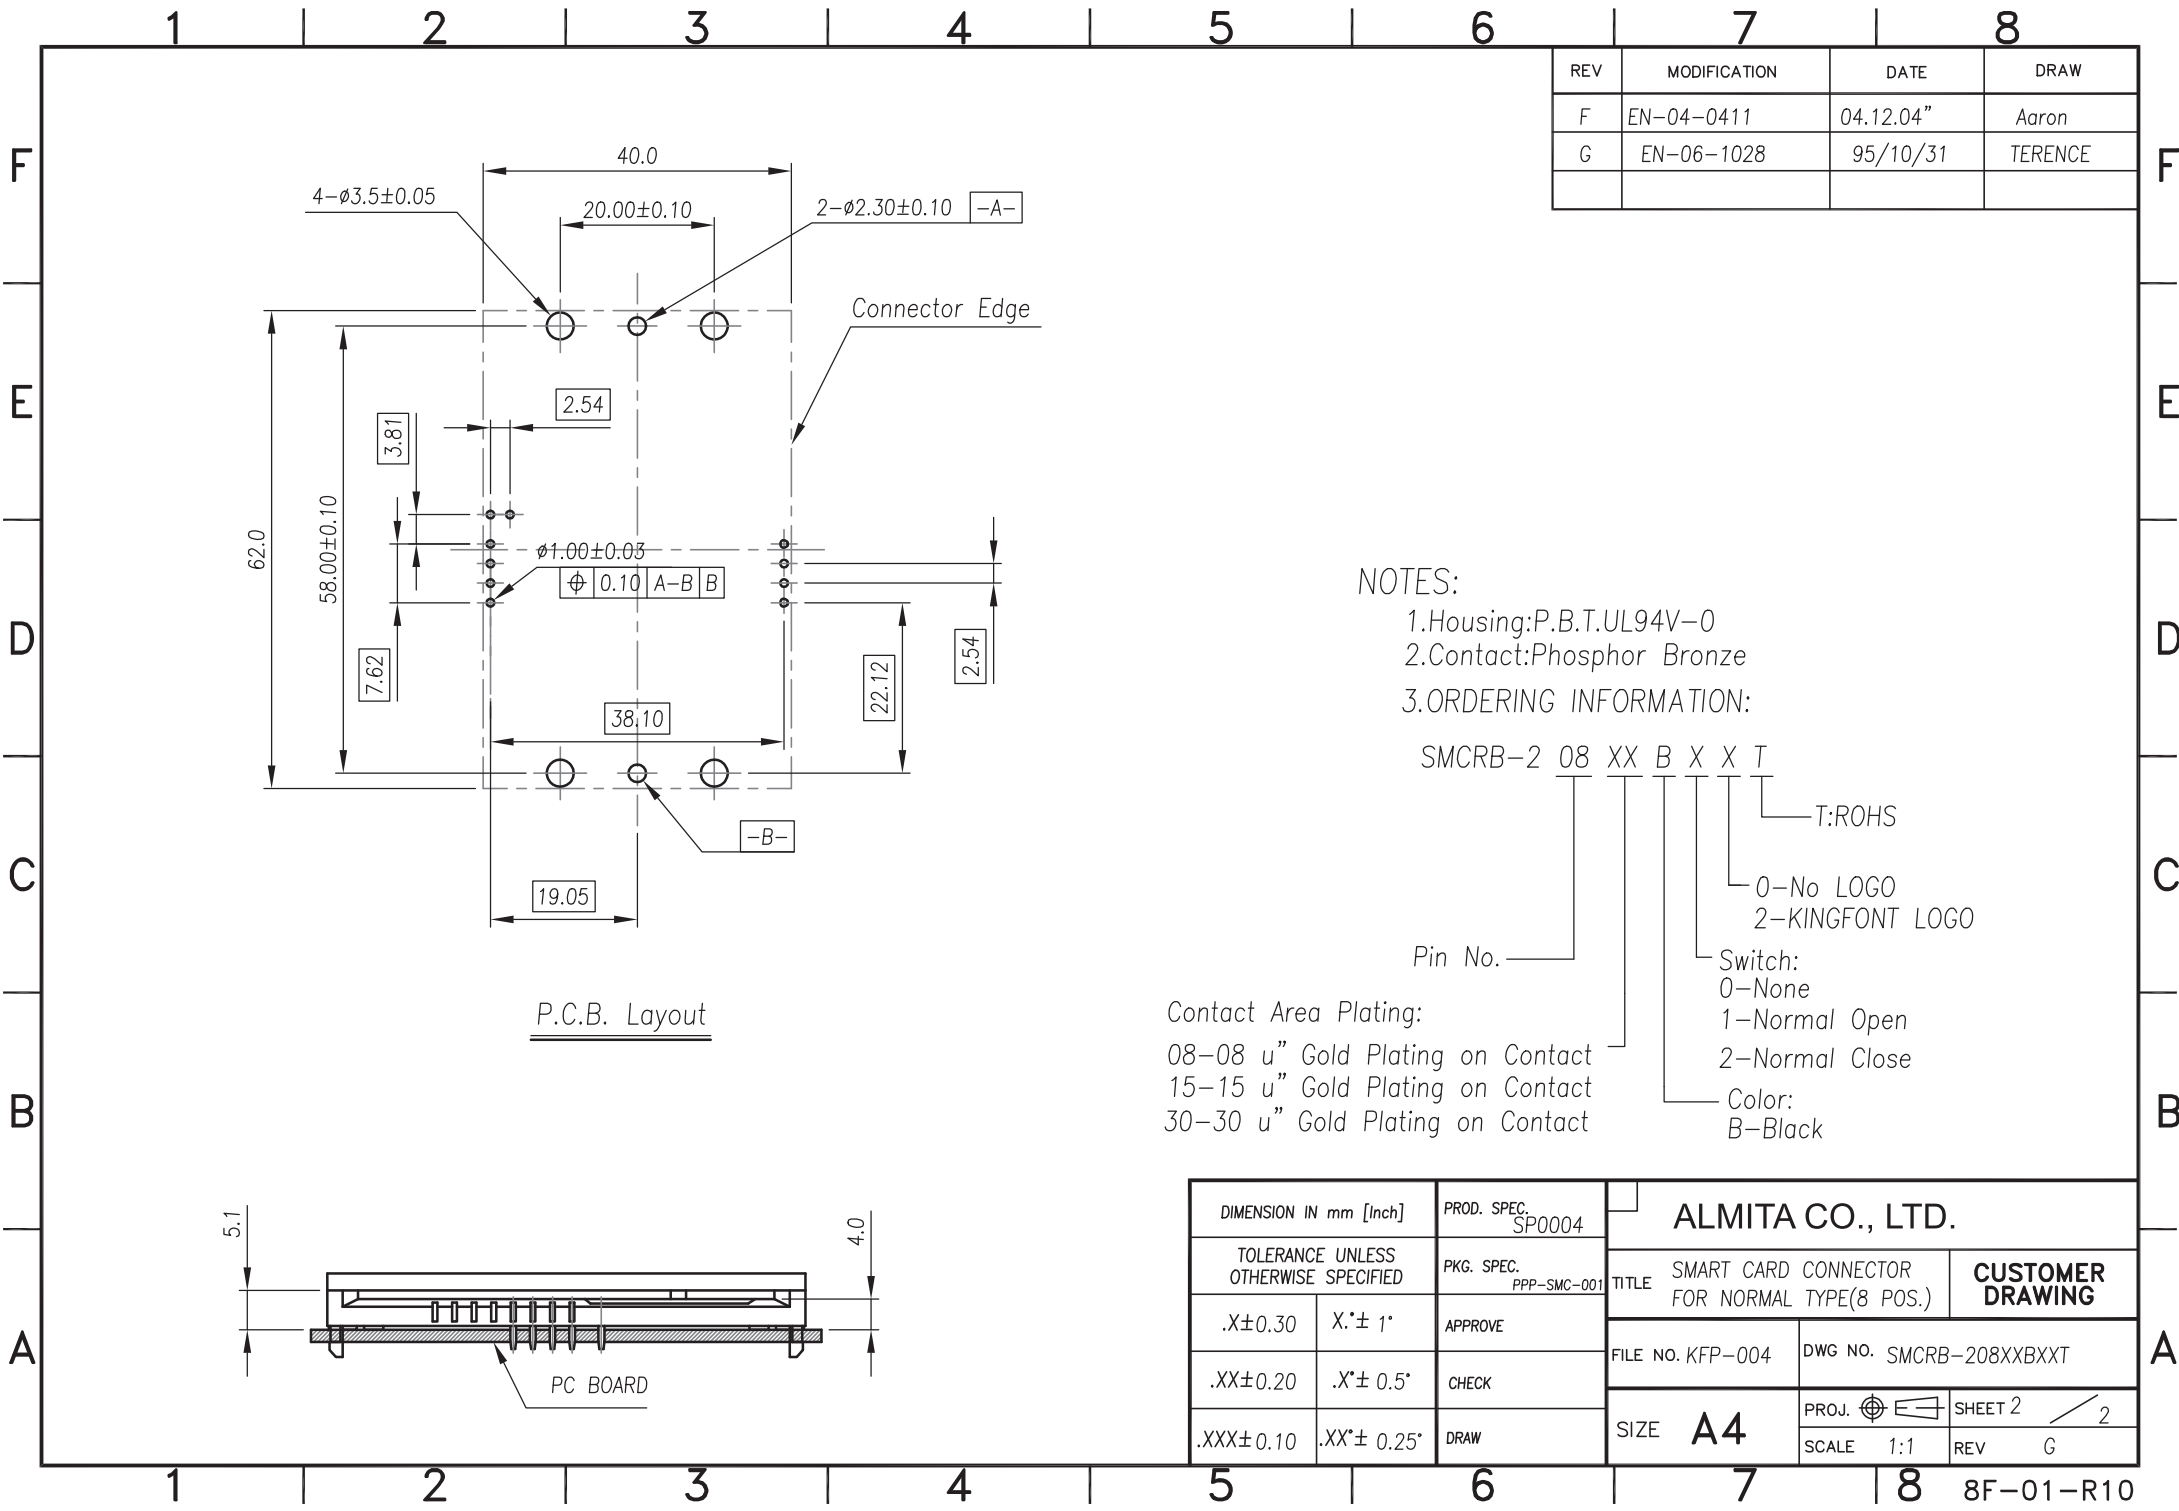 1 2 3 4 5 6 7 8
REV MODIFICATION DATE DRAW
F EN-04-0411 04.12.04" Aaron
G EN-06-1028 95/10/31 TERENCE
F F
E E
D D
C C
B B
A A
40.0
4-ø3.5±0.05
20.00±0.10
2-ø2.30±0.10 -A-
Connector Edge
2.54
3.81
62.0
58.00±0.10
ø1.00±0.03
⌖ 0.10 A-B B
7.62
2.54
22.12
38.10
-B-
19.05
P.C.B. Layout
NOTES:
1.Housing:P.B.T.UL94V-0
2.Contact:Phosphor Bronze
3.ORDERING INFORMATION:
SMCRB-2 08 XX B X X T
T:ROHS
0-No LOGO
2-KINGFONT LOGO
Pin No.
Switch:
0-None
1-Normal Open
2-Normal Close
Contact Area Plating:
08-08 u" Gold Plating on Contact
15-15 u" Gold Plating on Contact
30-30 u" Gold Plating on Contact
Color:
B-Black
5.1
4.0
PC BOARD
DIMENSION IN mm [Inch]
TOLERANCE UNLESS
OTHERWISE SPECIFIED
.X±0.30 X.°± 1°
.XX±0.20 .X°± 0.5°
.XXX±0.10 .XX°± 0.25°
PROD. SPEC.
SP0004
PKG. SPEC.
PPP-SMC-001
APPROVE
CHECK
DRAW
ALMITA CO., LTD.
TITLE SMART CARD CONNECTOR
FOR NORMAL TYPE(8 POS.)
CUSTOMER
DRAWING
FILE NO. KFP-004
DWG NO. SMCRB-208XXBXXT
SIZE A4
PROJ.
SHEET 2 / 2
SCALE 1:1
REV G
1 2 3 4 5 6 7 8
8F-01-R10